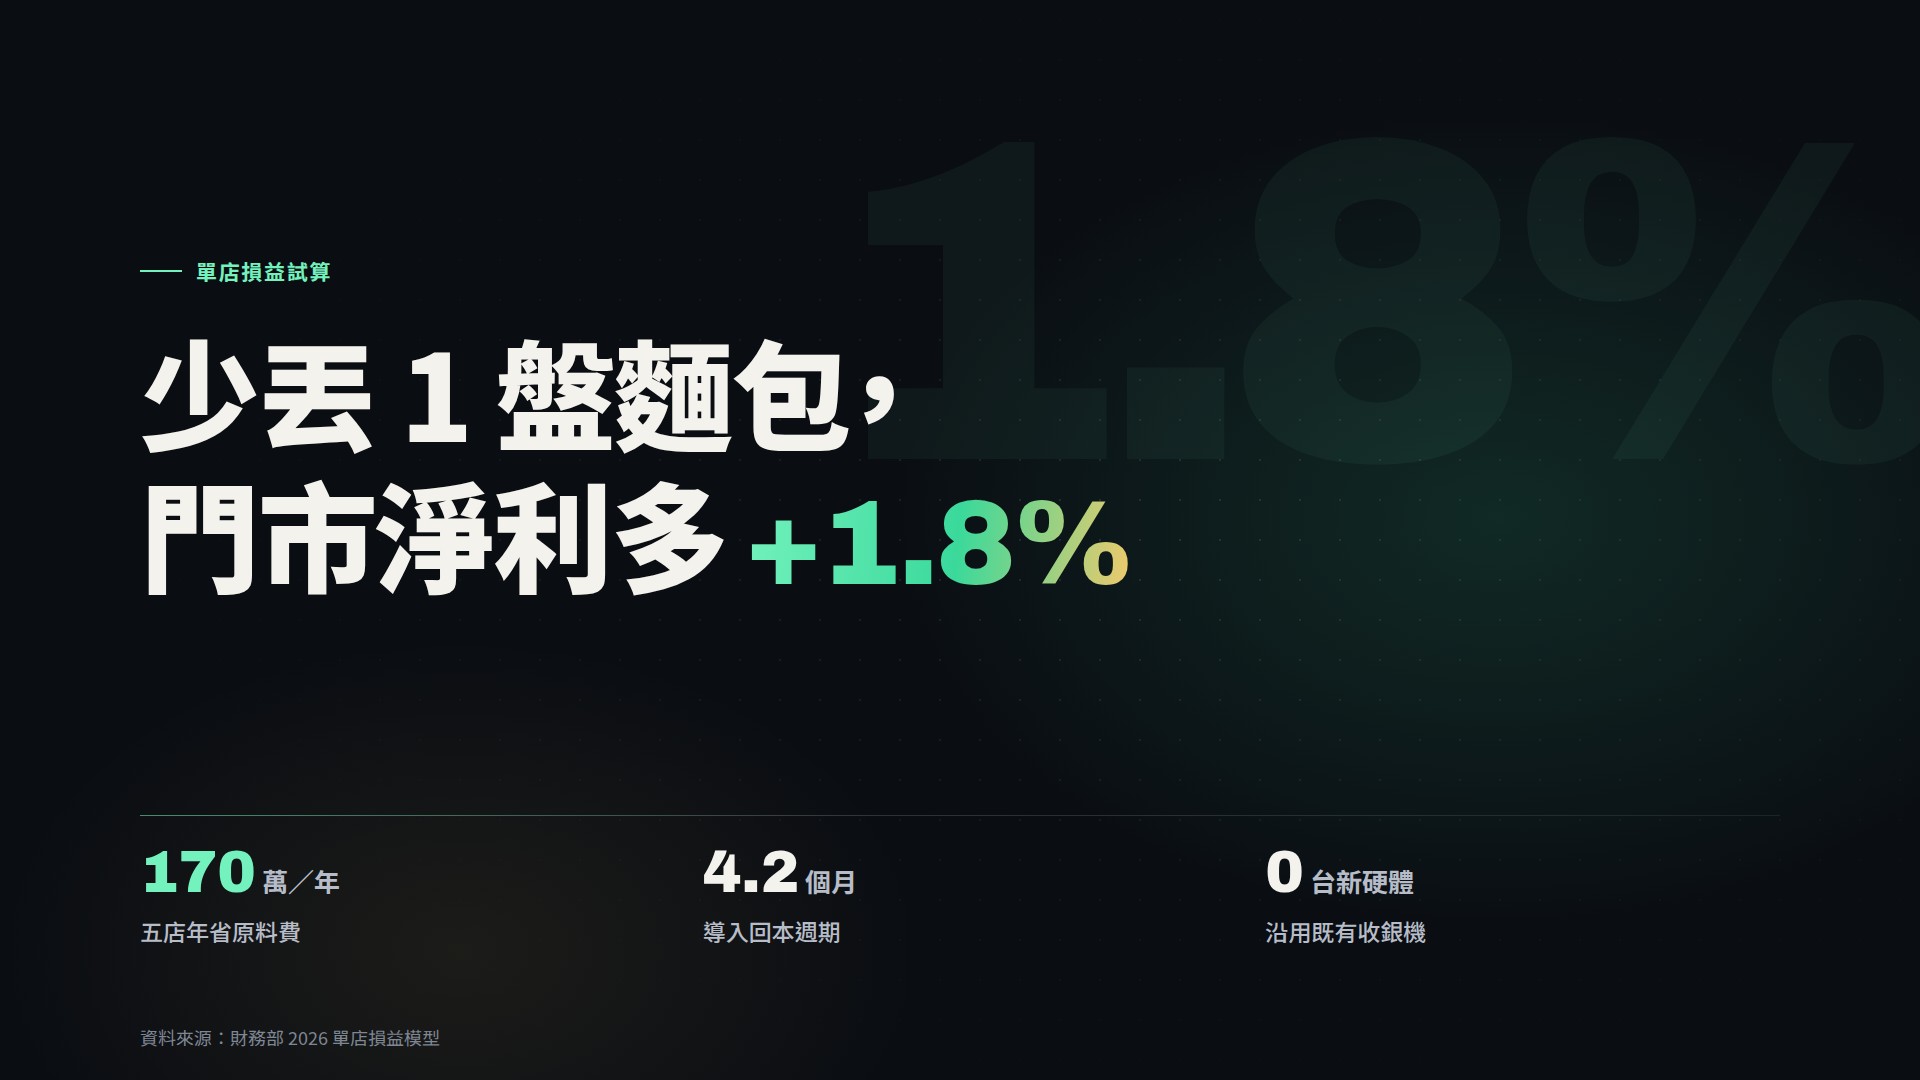 1.8%
單店損益試算
少丟 1 盤麵包，
門市淨利多 +1.8%
170 萬／年
五店年省原料費
4.2 個月
導入回本週期
0 台新硬體
沿用既有收銀機
資料來源：財務部 2026 單店損益模型